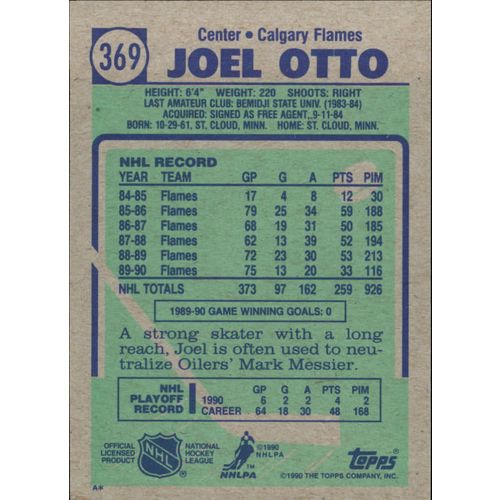 369
Center • Calgary Flames
JOEL OTTO
HEIGHT: 6'4" WEIGHT: 220 SHOOTS: RIGHT
LAST AMATEUR CLUB: BEMIDJI STATE UNIV. (1983-84)
ACQUIRED: SIGNED AS FREE AGENT, 9-11-84
BORN: 10-29-61, ST. CLOUD, MINN. HOME: ST. CLOUD, MINN.
NHL RECORD
YEAR TEAM GP G A PTS PIM
84-85 Flames 17 4 8 12 30
85-86 Flames 79 25 34 59 188
86-87 Flames 68 19 31 50 185
87-88 Flames 62 13 39 52 194
88-89 Flames 72 23 30 53 213
89-90 Flames 75 13 20 33 116
NHL TOTALS 373 97 162 259 926
1989-90 GAME WINNING GOALS: 0
A strong skater with a long
reach, Joel is often used to neu-
tralize Oilers' Mark Messier.
NHL PLAYOFF RECORD
GP G A PTS PIM
1990 6 2 2 4 2
CAREER 64 18 30 48 168
OFFICIAL LICENSED PRODUCT
NHL
NATIONAL HOCKEY LEAGUE
©1990 NHLPA
NHLPA
TOPPS
©1990 THE TOPPS COMPANY, INC.
A*